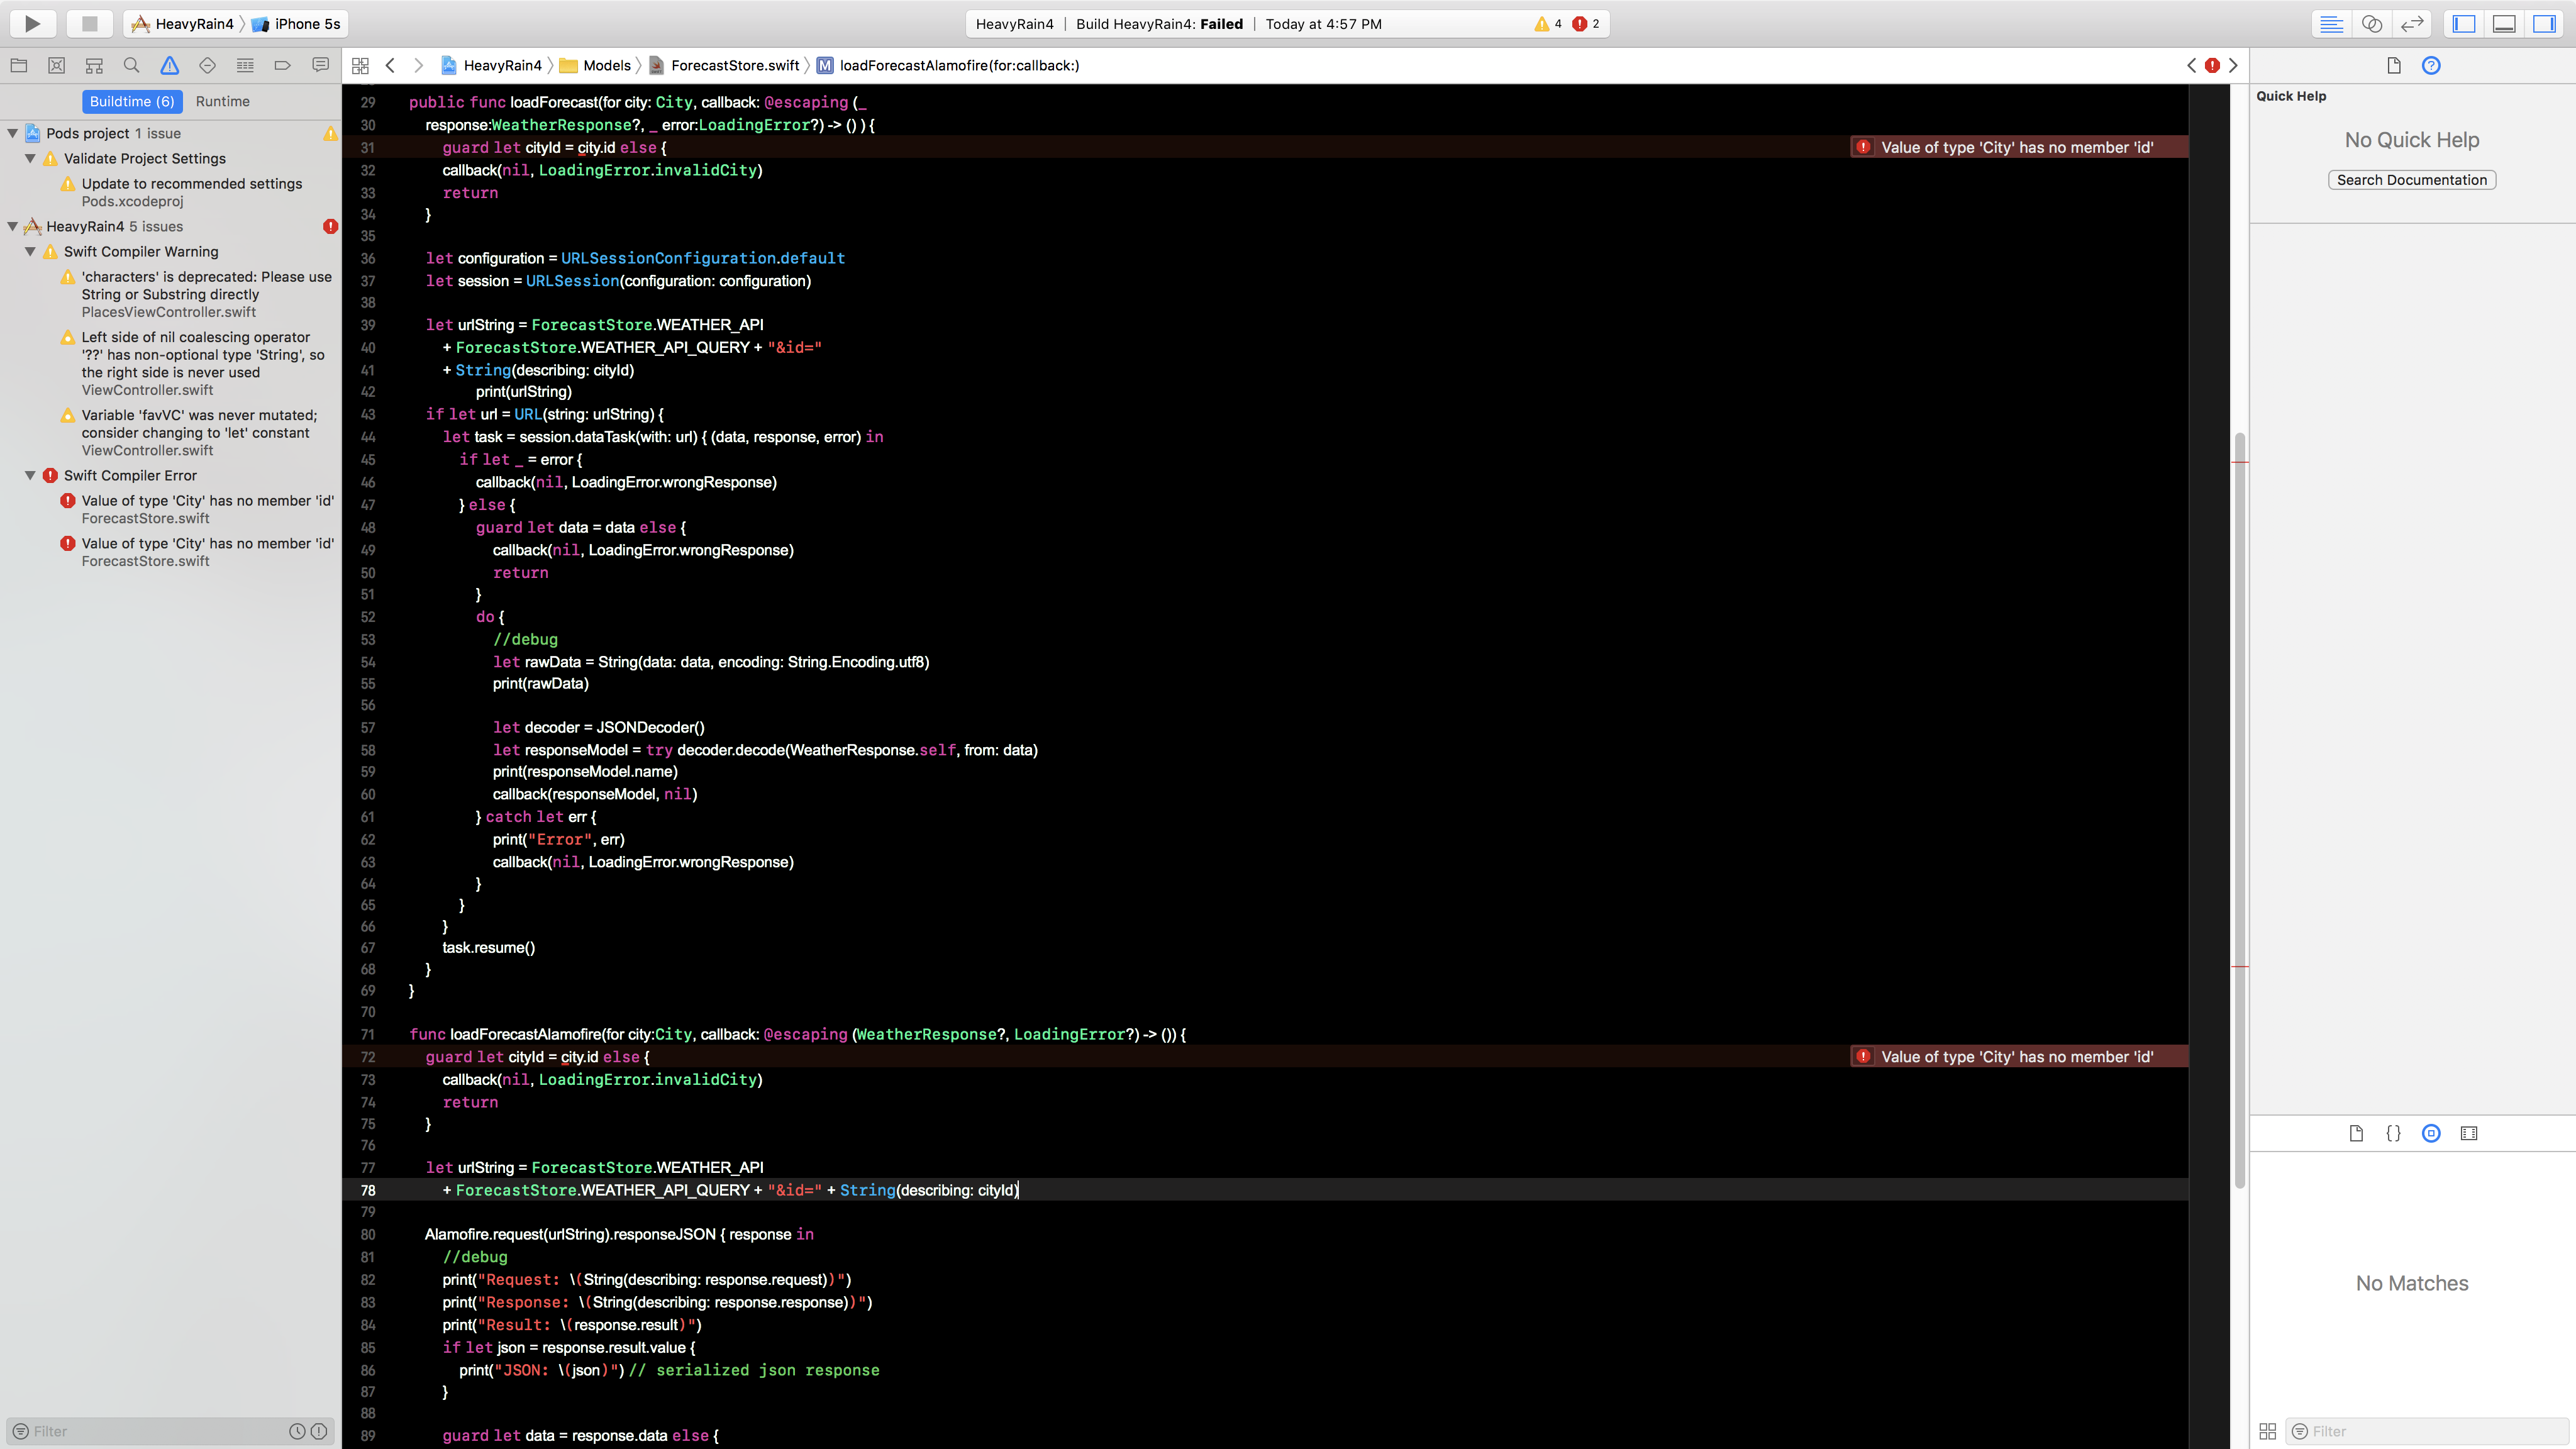 HeavyRain4 iPhone 5s
HeavyRain4 | Build HeavyRain4: Failed | Today at 4:57 PM 4 2
HeavyRain4 Models ForecastStore.swift M loadForecastAlamofire(for:callback:)
Buildtime (6) Runtime
Pods project 1 issue
Validate Project Settings
Update to recommended settings
Pods.xcodeproj
HeavyRain4 5 issues
Swift Compiler Warning
'characters' is deprecated: Please use
String or Substring directly
PlacesViewController.swift
Left side of nil coalescing operator
'??' has non-optional type 'String', so
the right side is never used
ViewController.swift
Variable 'favVC' was never mutated;
consider changing to 'let' constant
ViewController.swift
Swift Compiler Error
Value of type 'City' has no member 'id'
ForecastStore.swift
Value of type 'City' has no member 'id'
ForecastStore.swift
Filter
29 public func loadForecast(for city: City, callback: @escaping (_
30 response:WeatherResponse?, _ error:LoadingError?) -> () ) {
31 guard let cityId = city.id else { Value of type 'City' has no member 'id'
32 callback(nil, LoadingError.invalidCity)
33 return
34 }
35
36 let configuration = URLSessionConfiguration.default
37 let session = URLSession(configuration: configuration)
38
39 let urlString = ForecastStore.WEATHER_API
40 + ForecastStore.WEATHER_API_QUERY + "&id="
41 + String(describing: cityId)
42 print(urlString)
43 if let url = URL(string: urlString) {
44 let task = session.dataTask(with: url) { (data, response, error) in
45 if let _ = error {
46 callback(nil, LoadingError.wrongResponse)
47 } else {
48 guard let data = data else {
49 callback(nil, LoadingError.wrongResponse)
50 return
51 }
52 do {
53 //debug
54 let rawData = String(data: data, encoding: String.Encoding.utf8)
55 print(rawData)
56
57 let decoder = JSONDecoder()
58 let responseModel = try decoder.decode(WeatherResponse.self, from: data)
59 print(responseModel.name)
60 callback(responseModel, nil)
61 } catch let err {
62 print("Error", err)
63 callback(nil, LoadingError.wrongResponse)
64 }
65 }
66 }
67 task.resume()
68 }
69 }
70
71 func loadForecastAlamofire(for city:City, callback: @escaping (WeatherResponse?, LoadingError?) -> ()) {
72 guard let cityId = city.id else { Value of type 'City' has no member 'id'
73 callback(nil, LoadingError.invalidCity)
74 return
75 }
76
77 let urlString = ForecastStore.WEATHER_API
78 + ForecastStore.WEATHER_API_QUERY + "&id=" + String(describing: cityId)
79
80 Alamofire.request(urlString).responseJSON { response in
81 //debug
82 print("Request: \(String(describing: response.request))")
83 print("Response: \(String(describing: response.response))")
84 print("Result: \(response.result)")
85 if let json = response.result.value {
86 print("JSON: \(json)") // serialized json response
87 }
88
89 guard let data = response.data else {
Quick Help
No Quick Help
Search Documentation
{}
No Matches
Filter